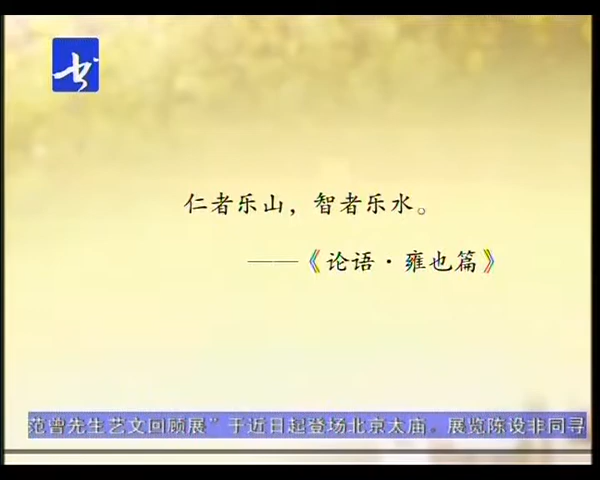 书
仁者乐山，智者乐水。
——《论语·雍也篇》
范曾先生艺文回顾展”于近日起登场北京太庙。展览陈设非同寻